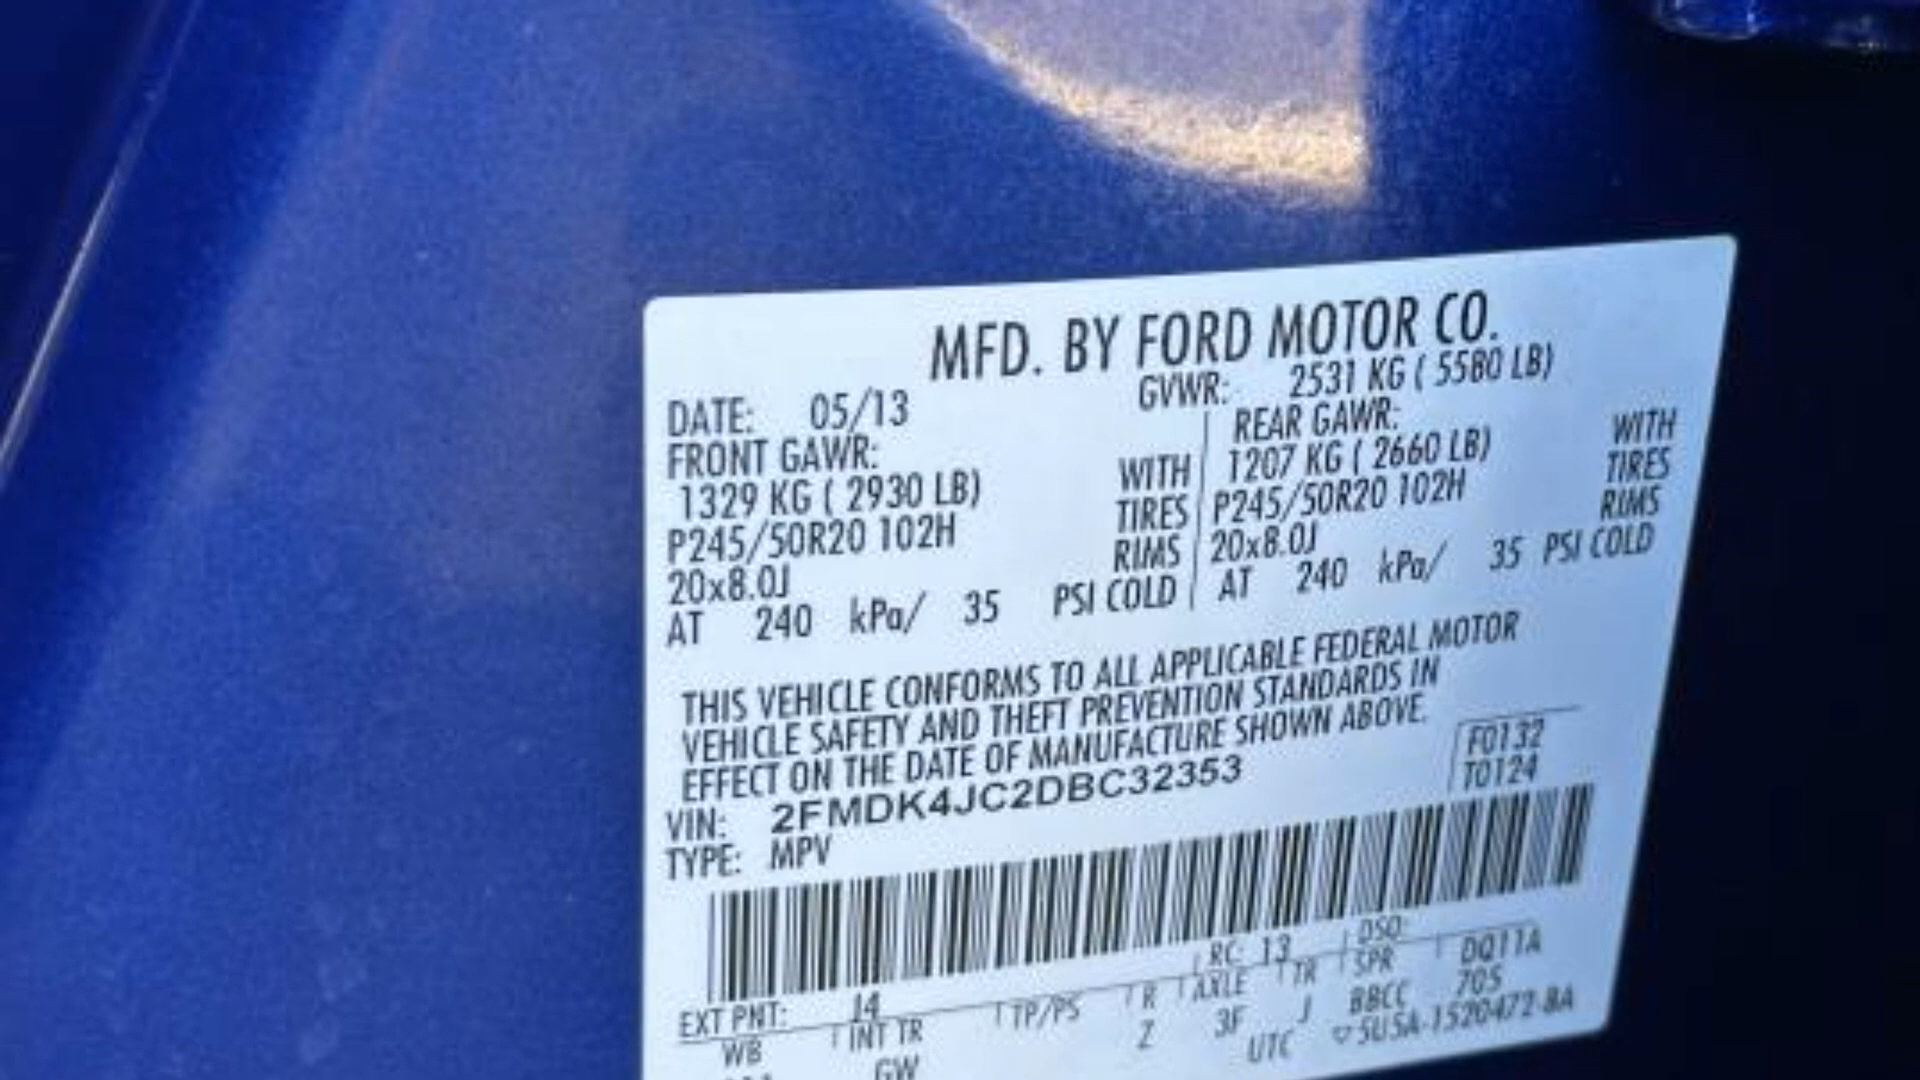 MFD. BY FORD MOTOR CO.
DATE: 05/13 GVWR: 2531 KG ( 5580 LB)
FRONT GAWR: REAR GAWR:
1329 KG ( 2930 LB) WITH 1207 KG ( 2660 LB) WITH
P245/50R20 102H TIRES P245/50R20 102H TIRES
20x8.0J RIMS 20x8.0J RIMS
AT 240 kPa/ 35 PSI COLD AT 240 kPa/ 35 PSI COLD
THIS VEHICLE CONFORMS TO ALL APPLICABLE FEDERAL MOTOR
VEHICLE SAFETY AND THEFT PREVENTION STANDARDS IN
EFFECT ON THE DATE OF MANUFACTURE SHOWN ABOVE.
F0132
T0124
VIN: 2FMDK4JC2DBC32353
TYPE: MPV
EXT PNT: J4 RC: 13 DSO:
WB INT TR TP/PS R AXLE TR SPR DQ11A
GW Z 3F J BBCC 705
UTC ▽5U5A-1520472-BA